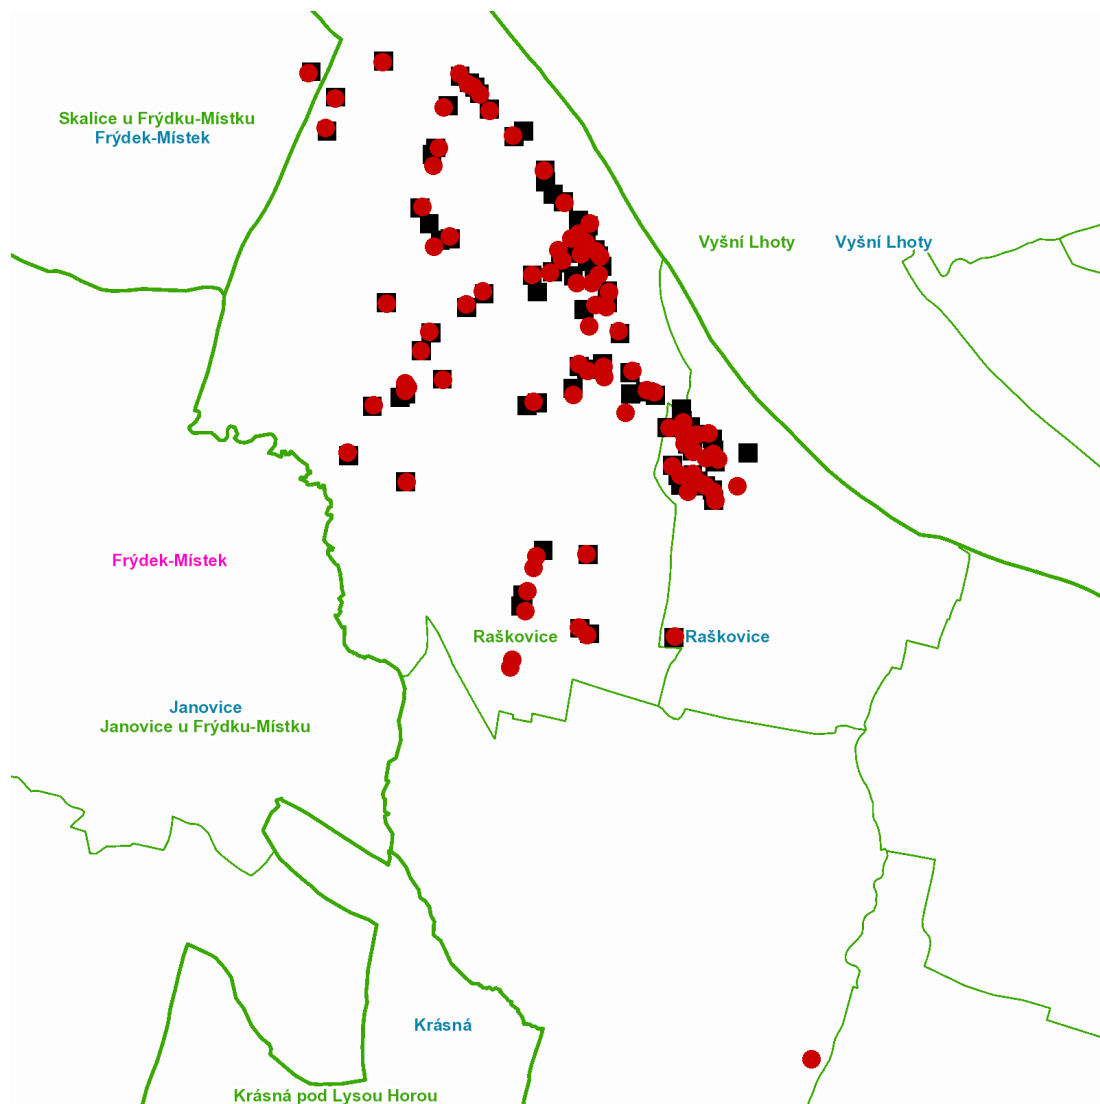 Skalice u Frýdku-Místku
Frýdek-Místek
Vyšní Lhoty
Vyšní Lhoty
Frýdek-Místek
Raškovice
Raškovice
Janovice
Janovice u Frýdku-Místku
Krásná
Krásná pod Lysou Horou